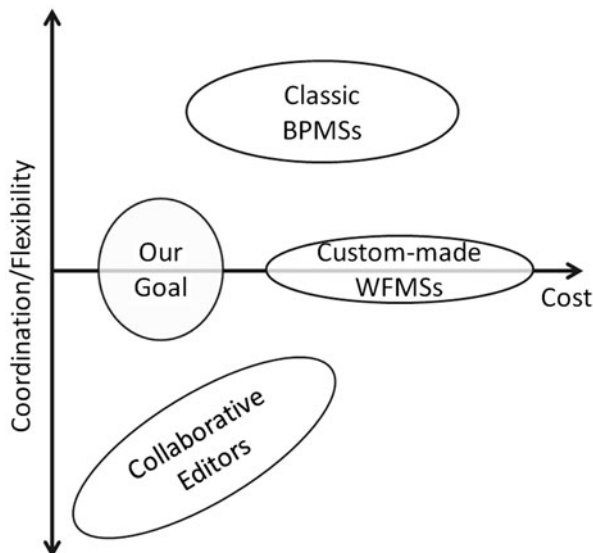 Classic
BPMSs
Coordination/Flexibility
Our
Goal
Custom-made
WFMSs
Cost
Collaborative
Editors